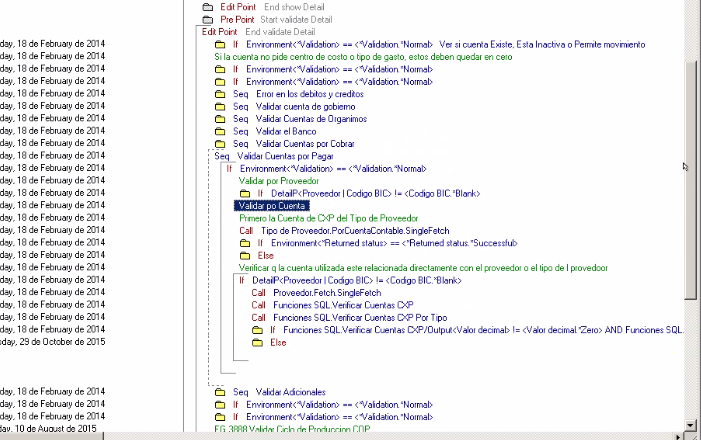 Edit Point End show Detail
Pre Point Start validate Detail
Edit Point End validate Detail
day, 18 de February de 2014 If Environment<*Validation> == <*Validation.*Normal> Ver si cuenta Existe, Esta Inactiva o Permite movimiento
day, 18 de February de 2014 Si la cuenta no pide centro de costo o tipo de gasto, estos deben quedar en cero
day, 18 de February de 2014 If Environment<*Validation> == <*Validation.*Normal>
day, 18 de February de 2014 If Environment<*Validation> == <*Validation.*Normal>
day, 18 de February de 2014 Seq Error en los debitos y creditos
day, 18 de February de 2014 Seq Validar cuenta de gobierno
day, 18 de February de 2014 Seq Validar Cuentas de Organimos
day, 18 de February de 2014 Seq Validar el Banco
day, 18 de February de 2014 Seq Validar Cuentas por Cobrar
day, 18 de February de 2014 Seq Validar Cuentas por Pagar
day, 18 de February de 2014 If Environment<*Validation> == <*Validation.*Normal>
day, 18 de February de 2014 Validar por Proveedor
day, 18 de February de 2014 If DetailP<Proveedor | Codigo BIC> != <Codigo BIC.*Blank>
day, 18 de February de 2014 Validar po Cuenta
day, 18 de February de 2014 Primero la Cuenta de CXP del Tipo de Proveedor
day, 18 de February de 2014 Call Tipo de Proveedor.PorCuentaContable.SingleFetch
day, 18 de February de 2014 If Environment<*Returned status> == <*Returned status.*Successful>
day, 18 de February de 2014 Else
day, 18 de February de 2014 Verificar q la cuenta utilizada este relacionada directamente con el proveedor o el tipo de l provedoor
day, 18 de February de 2014 If DetailP<Proveedor | Codigo BIC> != <Codigo BIC.*Blank>
day, 18 de February de 2014 Call Proveedor.Fetch.SingleFetch
day, 18 de February de 2014 Call Funciones SQL.Verificar Cuentas CXP
day, 18 de February de 2014 Call Funciones SQL.Verificar Cuentas CXP Por Tipo
day, 18 de February de 2014 If Funciones SQL.Verificar Cuentas CXP/Output<Valor decimal> != <Valor decimal.*Zero> AND Funciones SQL.
sday, 29 de October de 2015 Else
day, 18 de February de 2014 Seq Validar Adicionales
day, 18 de February de 2014 If Environment<*Validation> == <*Validation.*Normal>
day, 18 de February de 2014 If Environment<*Validation> == <*Validation.*Normal>
day, 10 de August de 2015 EG 3888 Validar Ciclo de Produccion COP